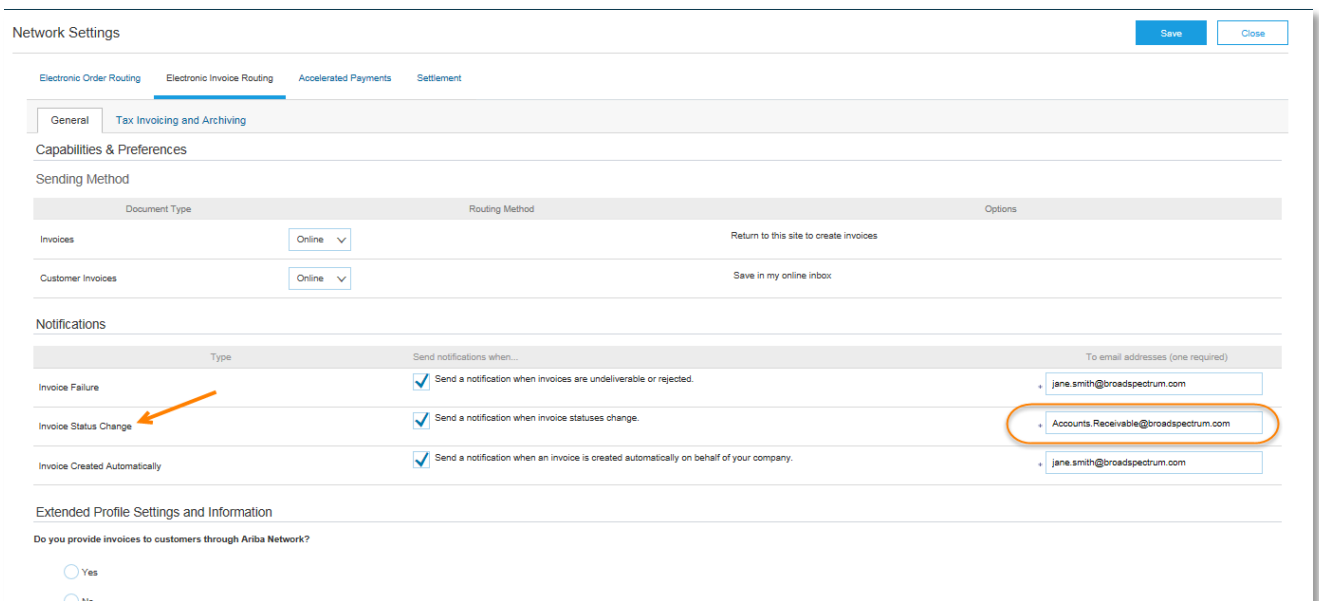 Network Settings
Save
Close
Electronic Order Routing
Electronic Invoice Routing
Accelerated Payments
Settlement
General
Tax Invoicing and Archiving
Capabilities & Preferences
Sending Method
Document Type
Routing Method
Options
Invoices
Online
Return to this site to create invoices
Customer Invoices
Online
Save in my online inbox
Notifications
Type
Send notifications when...
To email addresses (one required)
Invoice Failure
Send a notification when invoices are undeliverable or rejected.
* jane.smith@broadspectrum.com
Invoice Status Change
Send a notification when invoice statuses change.
* Accounts.Receivable@broadspectrum.com
Invoice Created Automatically
Send a notification when an invoice is created automatically on behalf of your company.
* jane.smith@broadspectrum.com
Extended Profile Settings and Information
Do you provide invoices to customers through Ariba Network?
Yes
No